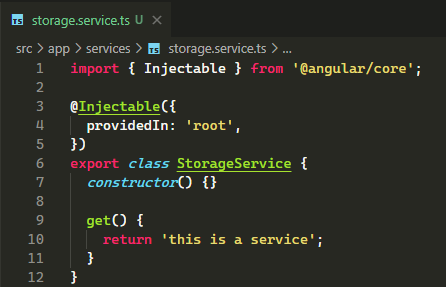 TS storage.service.ts U ×
src > app > services > TS storage.service.ts > ...
1 import { Injectable } from '@angular/core';
2
3 @Injectable({
4   providedIn: 'root',
5 })
6 export class StorageService {
7   constructor() {}
8
9   get() {
10     return 'this is a service';
11   }
12 }